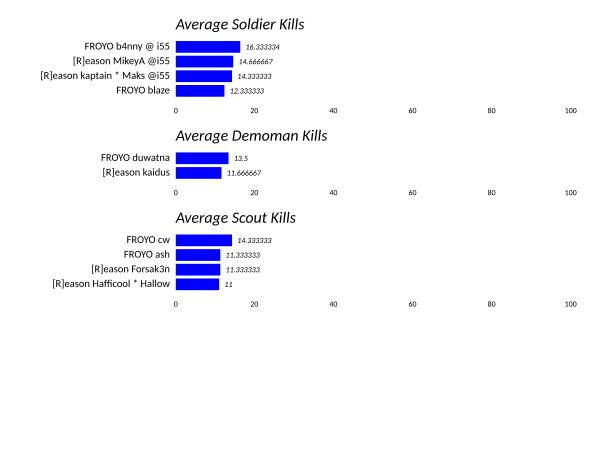 Average Soldier Kills
FROYO b4nny @ i55 16.333334
[R]eason MikeyA @i55 14.666667
[R]eason kaptain * Maks @i55 14.333333
FROYO blaze 12.333333
0 20 40 60 80 100
Average Demoman Kills
FROYO duwatna 13.5
[R]eason kaidus 11.666667
0 20 40 60 80 100
Average Scout Kills
FROYO cw 14.333333
FROYO ash 11.333333
[R]eason Forsak3n 11.333333
[R]eason Hafficool * Hallow 11
0 20 40 60 80 100